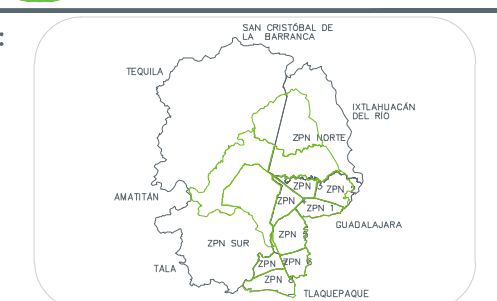 :
SAN CRISTÓBAL DE
LA BARRANCA
TEQUILA
IXTLAHUACÁN
DEL RÍO
ZPN NORTE
ZPN 3
ZPN 2
AMATITÁN
ZPN
ZPN 1
GUADALAJARA
ZPN
ZPN SUR
ZPN
ZPN 6
TALA
ZPN
TLAQUEPAQUE